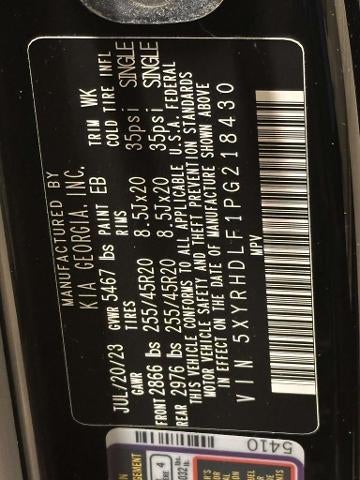 MANUFACTURED BY
KIA GEORGIA, INC.
JUL/20/23 GVWR 5467 lbs PAINT EB TRIM WK
GAWR TIRES RIMS COLD TIRE INFL
FRONT 2866 lbs 255/45R20 8.5Jx20 35psi SINGLE
REAR 2976 lbs 255/45R20 8.5Jx20 35psi SINGLE
THIS VEHICLE CONFORMS TO ALL APPLICABLE U.S.A. FEDERAL
MOTOR VEHICLE SAFETY AND THEFT PREVENTION STANDARDS
IN EFFECT ON THE DATE OF MANUFACTURE SHOWN ABOVE
VIN 5XYRHDLF1PG218430
MPV
5410